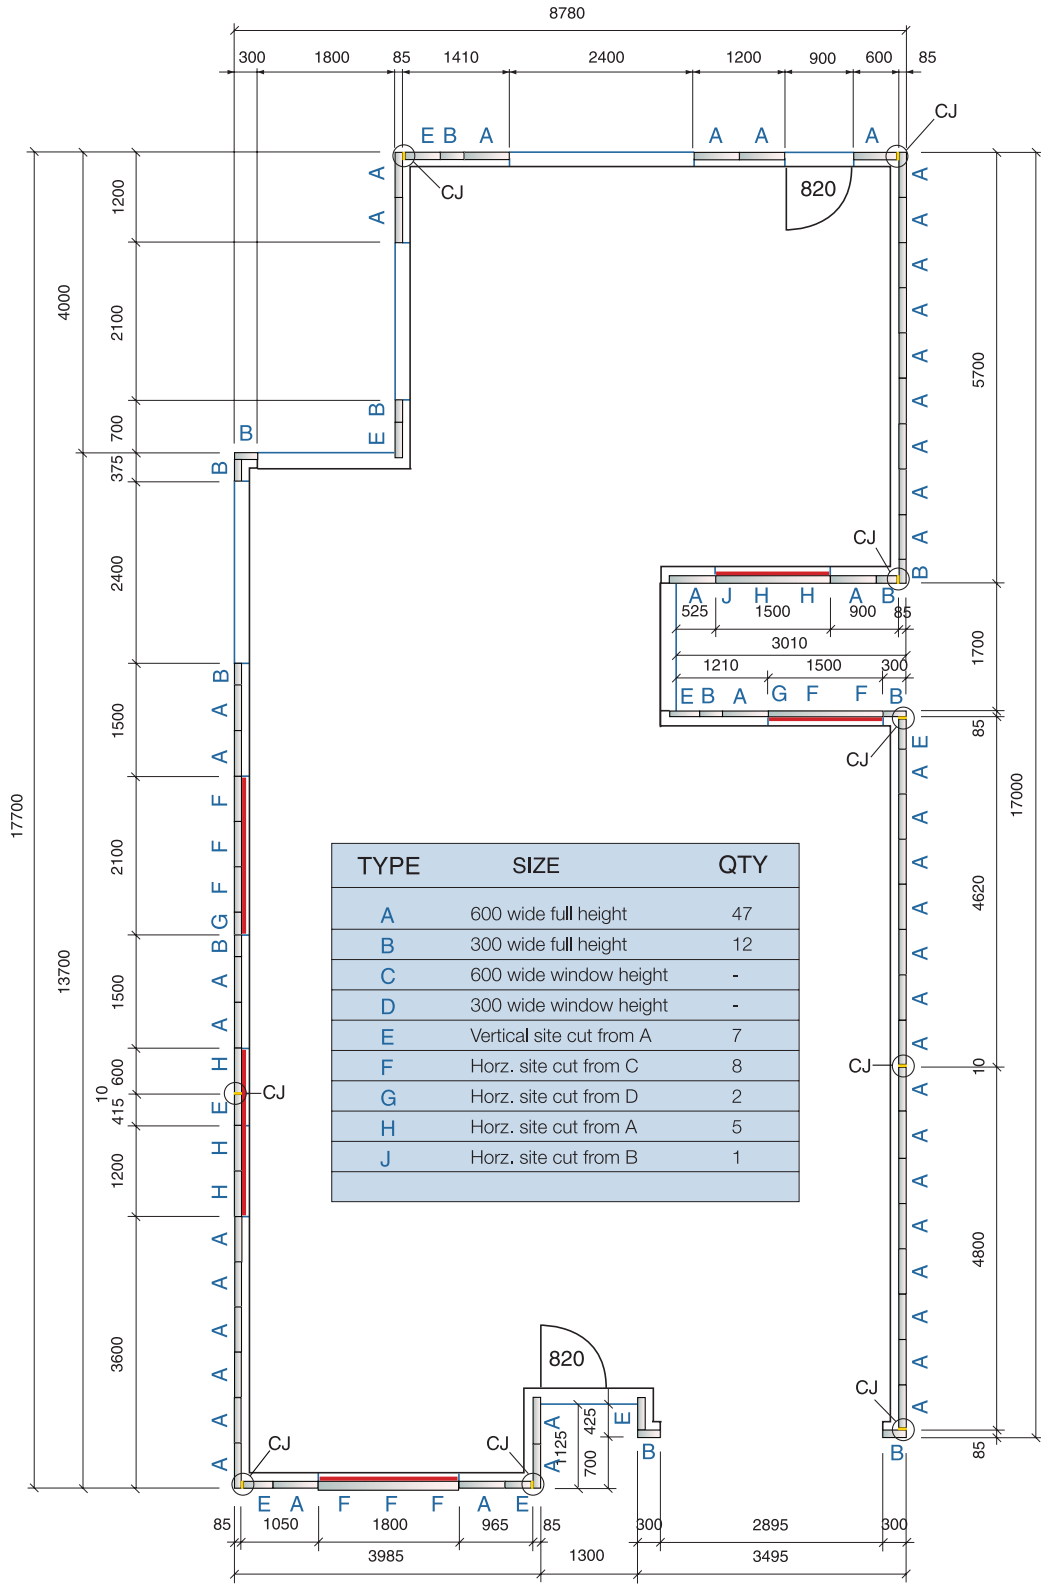 8780
300 1800 85 1410 2400 1200 900 600 85
CJ
E B A A A A
CJ
820
A
A
B
E
B
B
B
A
A
F
F
F
G
B
A
A
H
E
H
H
A
A
A
A
A
A
CJ
17700
4000
13700
1200
2100
700
375
2400
1500
2100
1500
600
10
415
1200
3600
A
A
A
A
A
A
A
A
A
B
CJ
A J H H A B
525 1500 900 85
3010
1210 1500 300
E B A G F F B
CJ
E
A
A
A
A
A
A
A
CJ
A
A
A
A
A
A
A
A
CJ
B
5700
1700
85
4620
10
4800
85
17000
TYPE SIZE QTY
A 600 wide full height 47
B 300 wide full height 12
C 600 wide window height -
D 300 wide window height -
E Vertical site cut from A 7
F Horz. site cut from C 8
G Horz. site cut from D 2
H Horz. site cut from A 5
J Horz. site cut from B 1
820
A
A
1125
425
700
E
B
CJ CJ
E A F F F A E
85 1050 1800 965 85 300 2895 300
3985 1300 3495